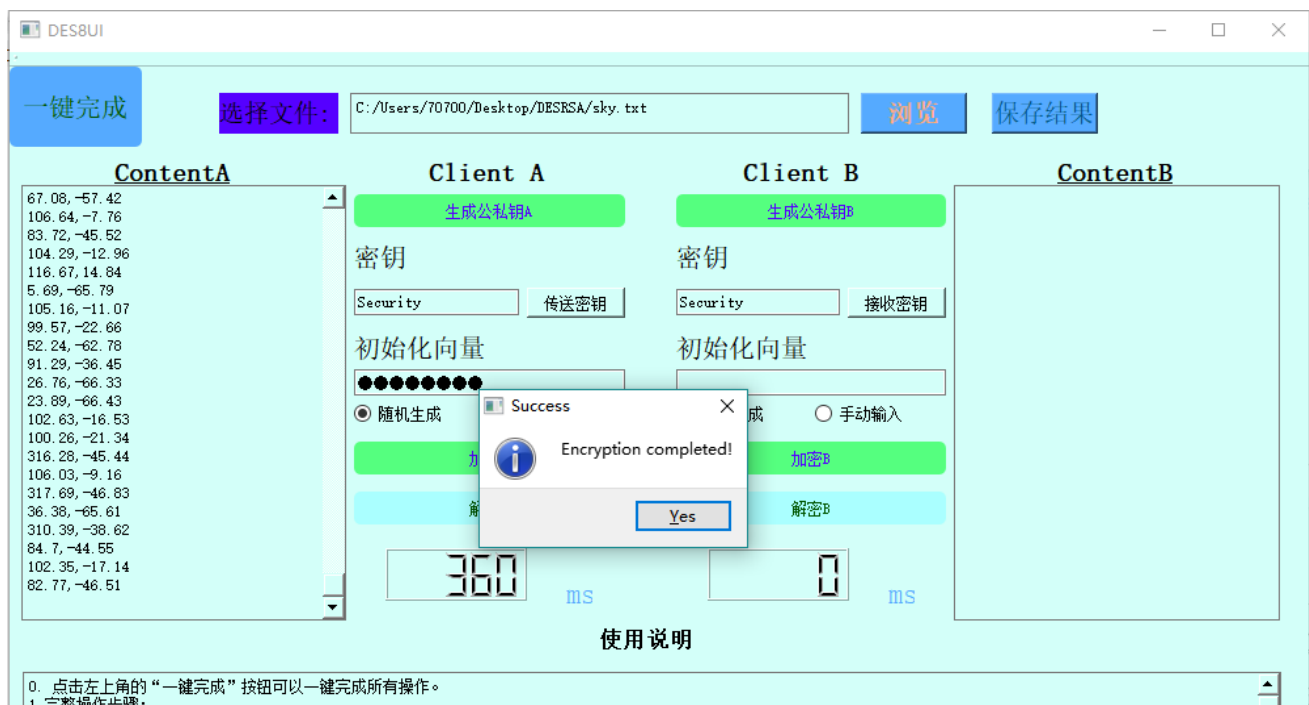 DES8UI
一键完成
选择文件:
C:/Users/70700/Desktop/DESRSA/sky.txt
浏览
保存结果
ContentA
Client A
Client B
ContentB
67.08,-57.42
106.64,-7.76
83.72,-45.52
104.29,-12.96
116.67,14.84
5.69,-65.79
105.16,-11.07
99.57,-22.66
52.24,-62.78
91.29,-36.45
26.76,-66.33
23.89,-66.43
102.63,-16.53
100.26,-21.34
316.28,-45.44
106.03,-9.16
317.69,-46.83
36.38,-65.61
310.39,-38.62
84.7,-44.55
102.35,-17.14
82.77,-46.51
生成公私钥A
密钥
Security
传送密钥
初始化向量
随机生成
加
解
360
ms
生成公私钥B
密钥
Security
接收密钥
初始化向量
成
手动输入
加密B
解密B
0
ms
Success
Encryption completed!
Yes
使用说明
0. 点击左上角的“一键完成”按钮可以一键完成所有操作。
1.完整操作步骤: